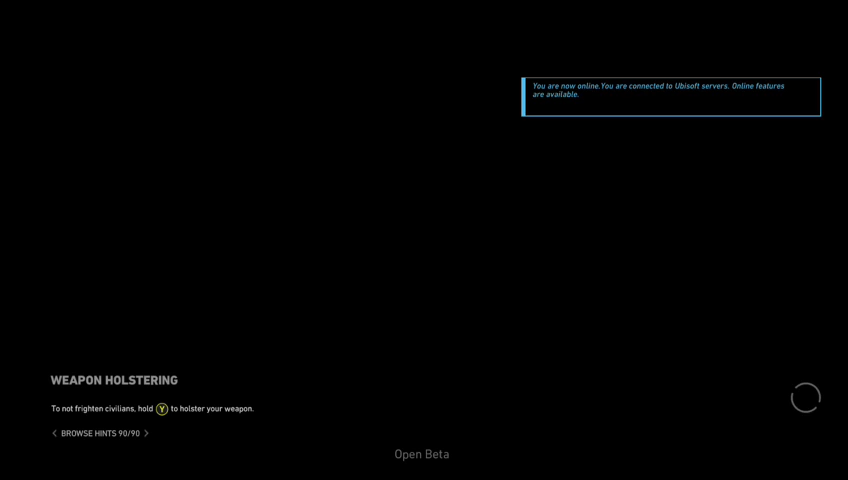 You are now online.You are connected to Ubisoft servers. Online features
are available.
WEAPON HOLSTERING
To not frighten civilians, hold Y to holster your weapon.
< BROWSE HINTS 90/90 >
Open Beta